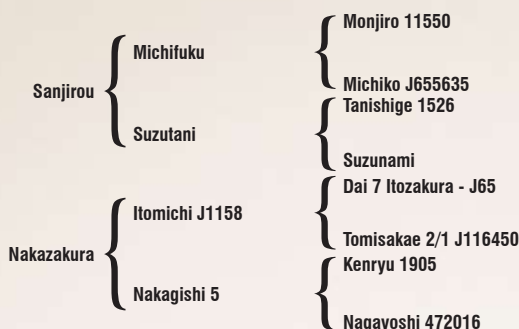 Monjiro 11550
Michifuku
Michiko J655635
Sanjirou
Tanishige 1526
Suzutani
Suzunami
Dai 7 Itozakura - J65
Itomichi J1158
Tomisakae 2/1 J116450
Nakazakura
Kenryu 1905
Nakagishi 5
Nagayoshi 472016